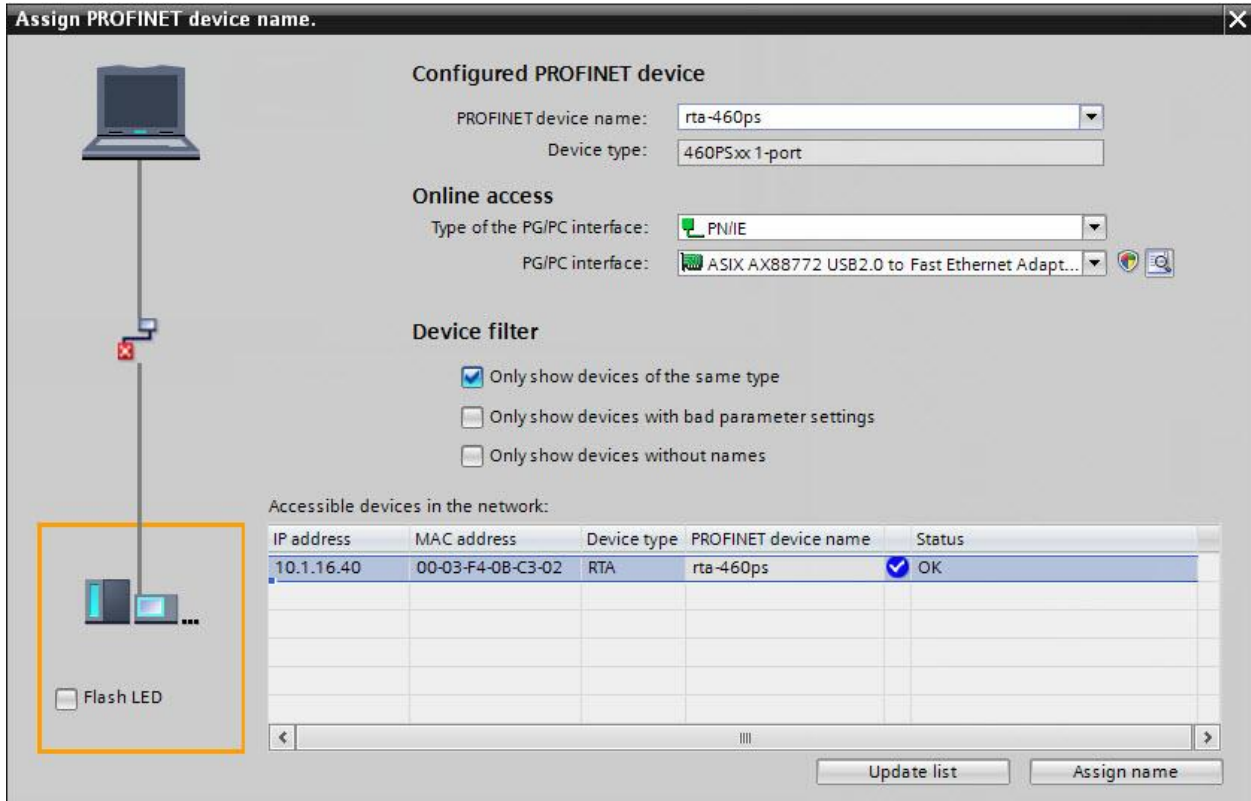 Assign PROFINET device name.
Configured PROFINET device
PROFINET device name: rta-460ps
Device type: 460PSxx 1-port
Online access
Type of the PG/PC interface: PN/IE
PG/PC interface: ASIX AX88772 USB2.0 to Fast Ethernet Adapt...
Device filter
Only show devices of the same type
Only show devices with bad parameter settings
Only show devices without names
Accessible devices in the network:
IP address MAC address Device type PROFINET device name Status
10.1.16.40 00-03-F4-0B-C3-02 RTA rta-460ps OK
...
Flash LED
Update list Assign name